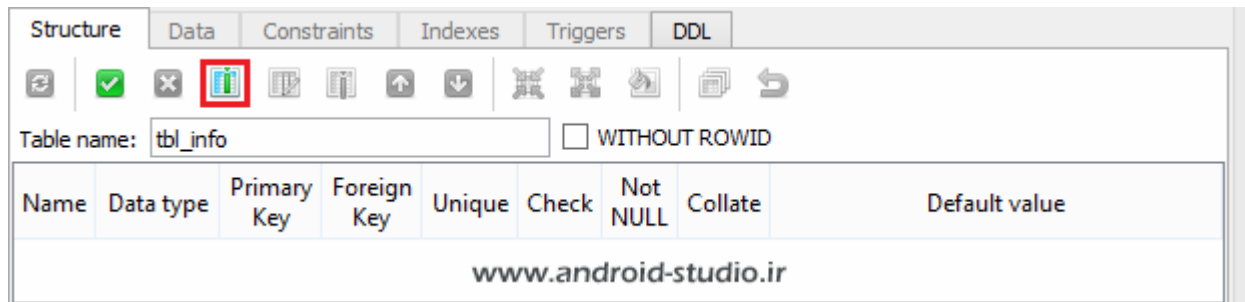 Structure Data Constraints Indexes Triggers DDL
Table name: tbl_info WITHOUT ROWID
Name Data type Primary Key Foreign Key Unique Check Not NULL Collate Default value
www.android-studio.ir